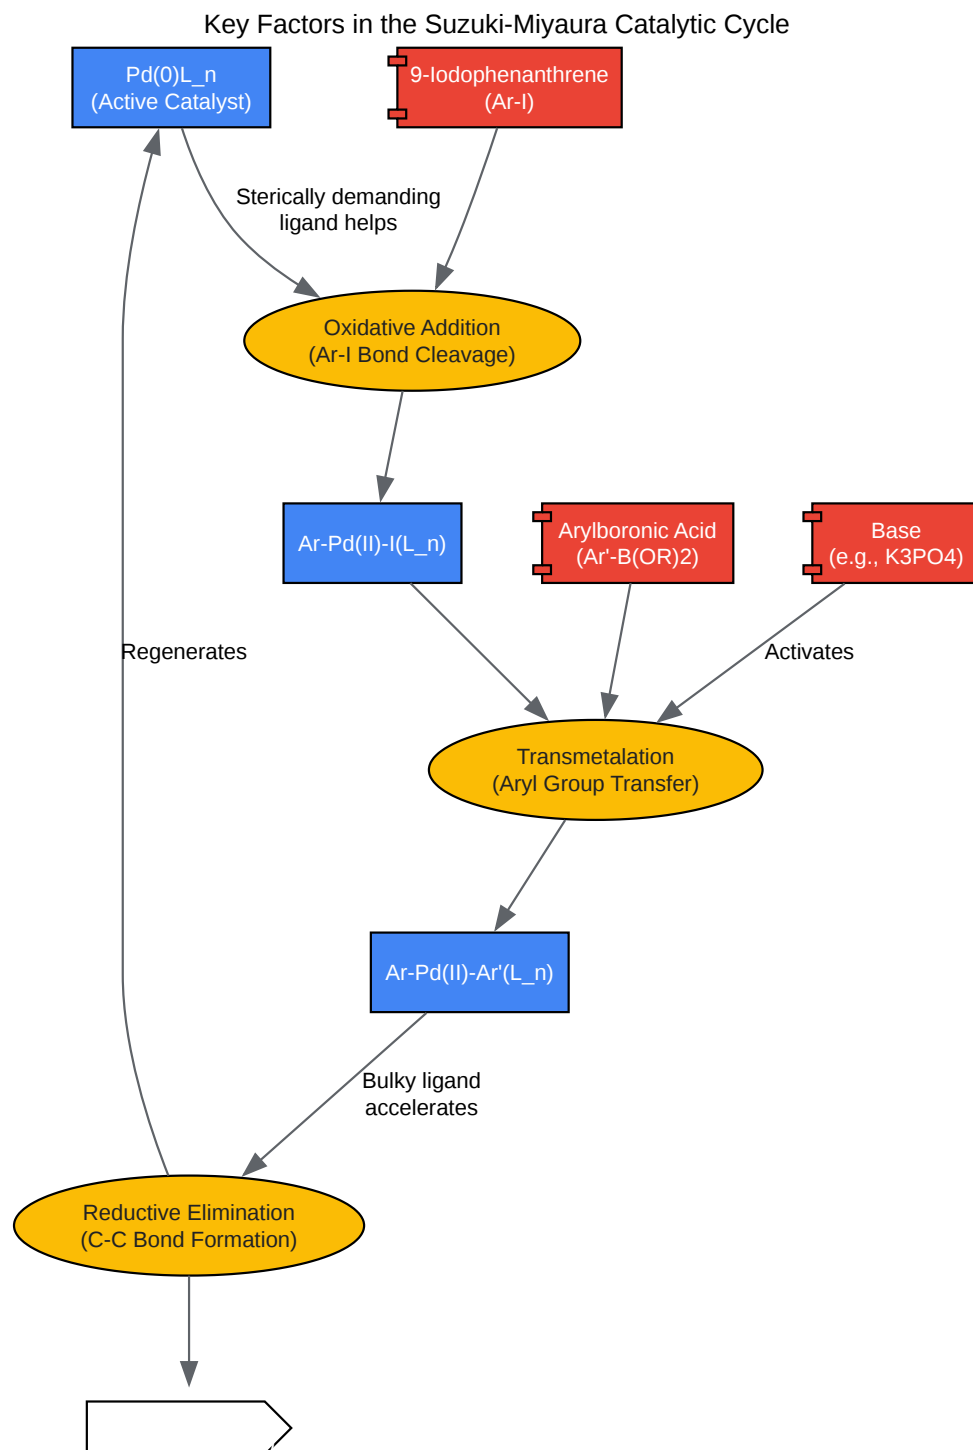 Key Factors in the Suzuki-Miyaura Catalytic Cycle
Pd(0)L_n
(Active Catalyst)
9-Iodophenanthrene
(Ar-I)
Sterically demanding
ligand helps
Oxidative Addition
(Ar-I Bond Cleavage)
Ar-Pd(II)-I(L_n)
Arylboronic Acid
(Ar'-B(OR)2)
Base
(e.g., K3PO4)
Regenerates
Activates
Transmetalation
(Aryl Group Transfer)
Ar-Pd(II)-Ar'(L_n)
Bulky ligand
accelerates
Reductive Elimination
(C-C Bond Formation)